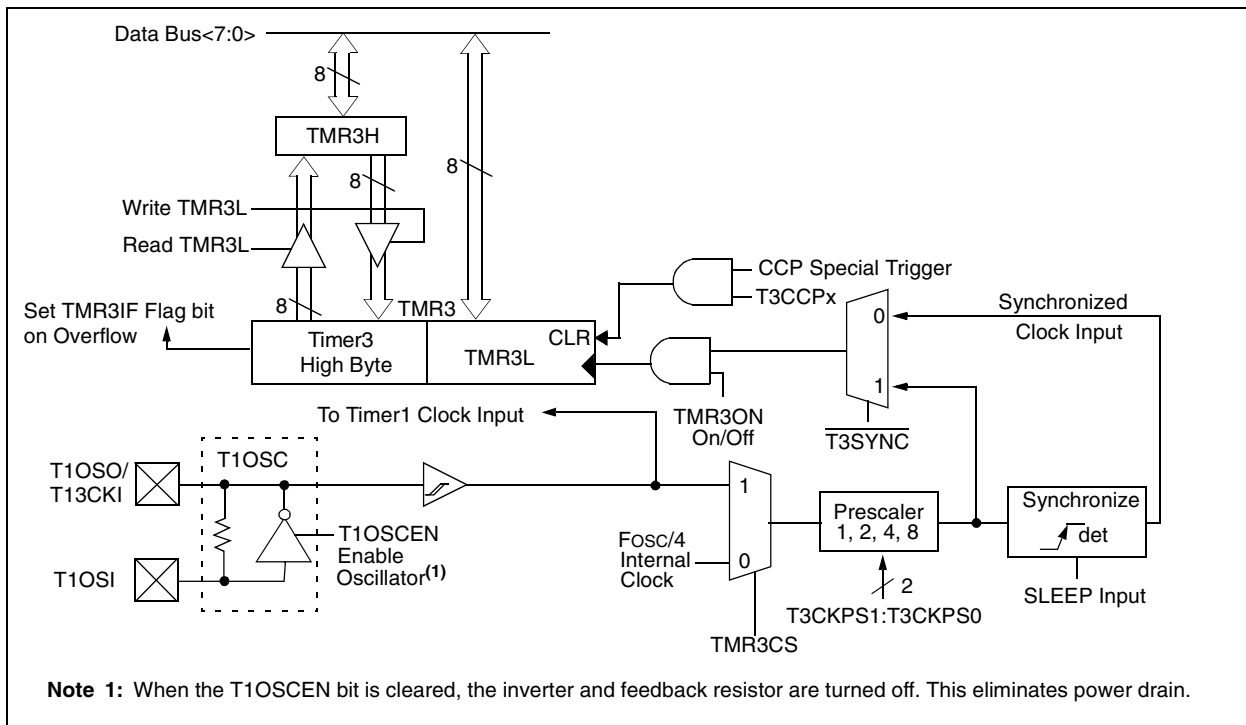 Data Bus<7:0>
8
TMR3H
8
8
Write TMR3L
Read TMR3L
8
CCP Special Trigger
T3CCPx
Set TMR3IF Flag bit
on Overflow
TMR3
Timer3
High Byte
TMR3L
CLR
0
1
Synchronized
Clock Input
To Timer1 Clock Input
TMR3ON
On/Off
T3SYNC
T1OSC
T1OSO/
T13CKI
T1OSI
T1OSCEN
Enable
Oscillator(1)
FOSC/4
Internal
Clock
1
0
TMR3CS
Prescaler
1, 2, 4, 8
2
T3CKPS1:T3CKPS0
Synchronize
det
SLEEP Input
Note 1: When the T1OSCEN bit is cleared, the inverter and feedback resistor are turned off. This eliminates power drain.